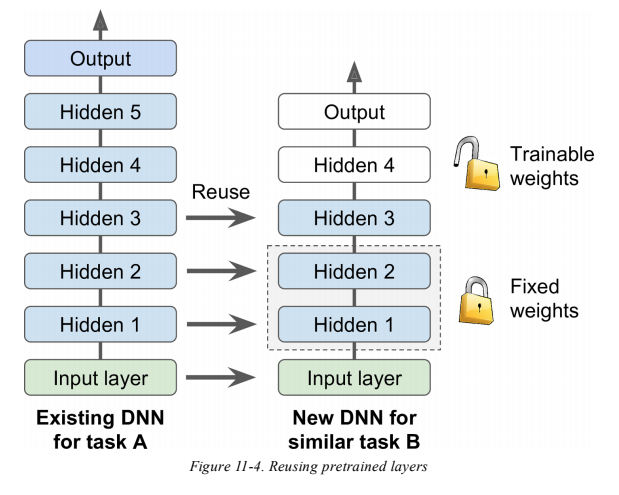 Output
Hidden 5
Hidden 4
Hidden 3
Hidden 2
Hidden 1
Input layer
Existing DNN
for task A
Reuse
Output
Hidden 4
Hidden 3
Hidden 2
Hidden 1
Input layer
New DNN for
similar task B
Trainable
weights
Fixed
weights
Figure 11-4. Reusing pretrained layers